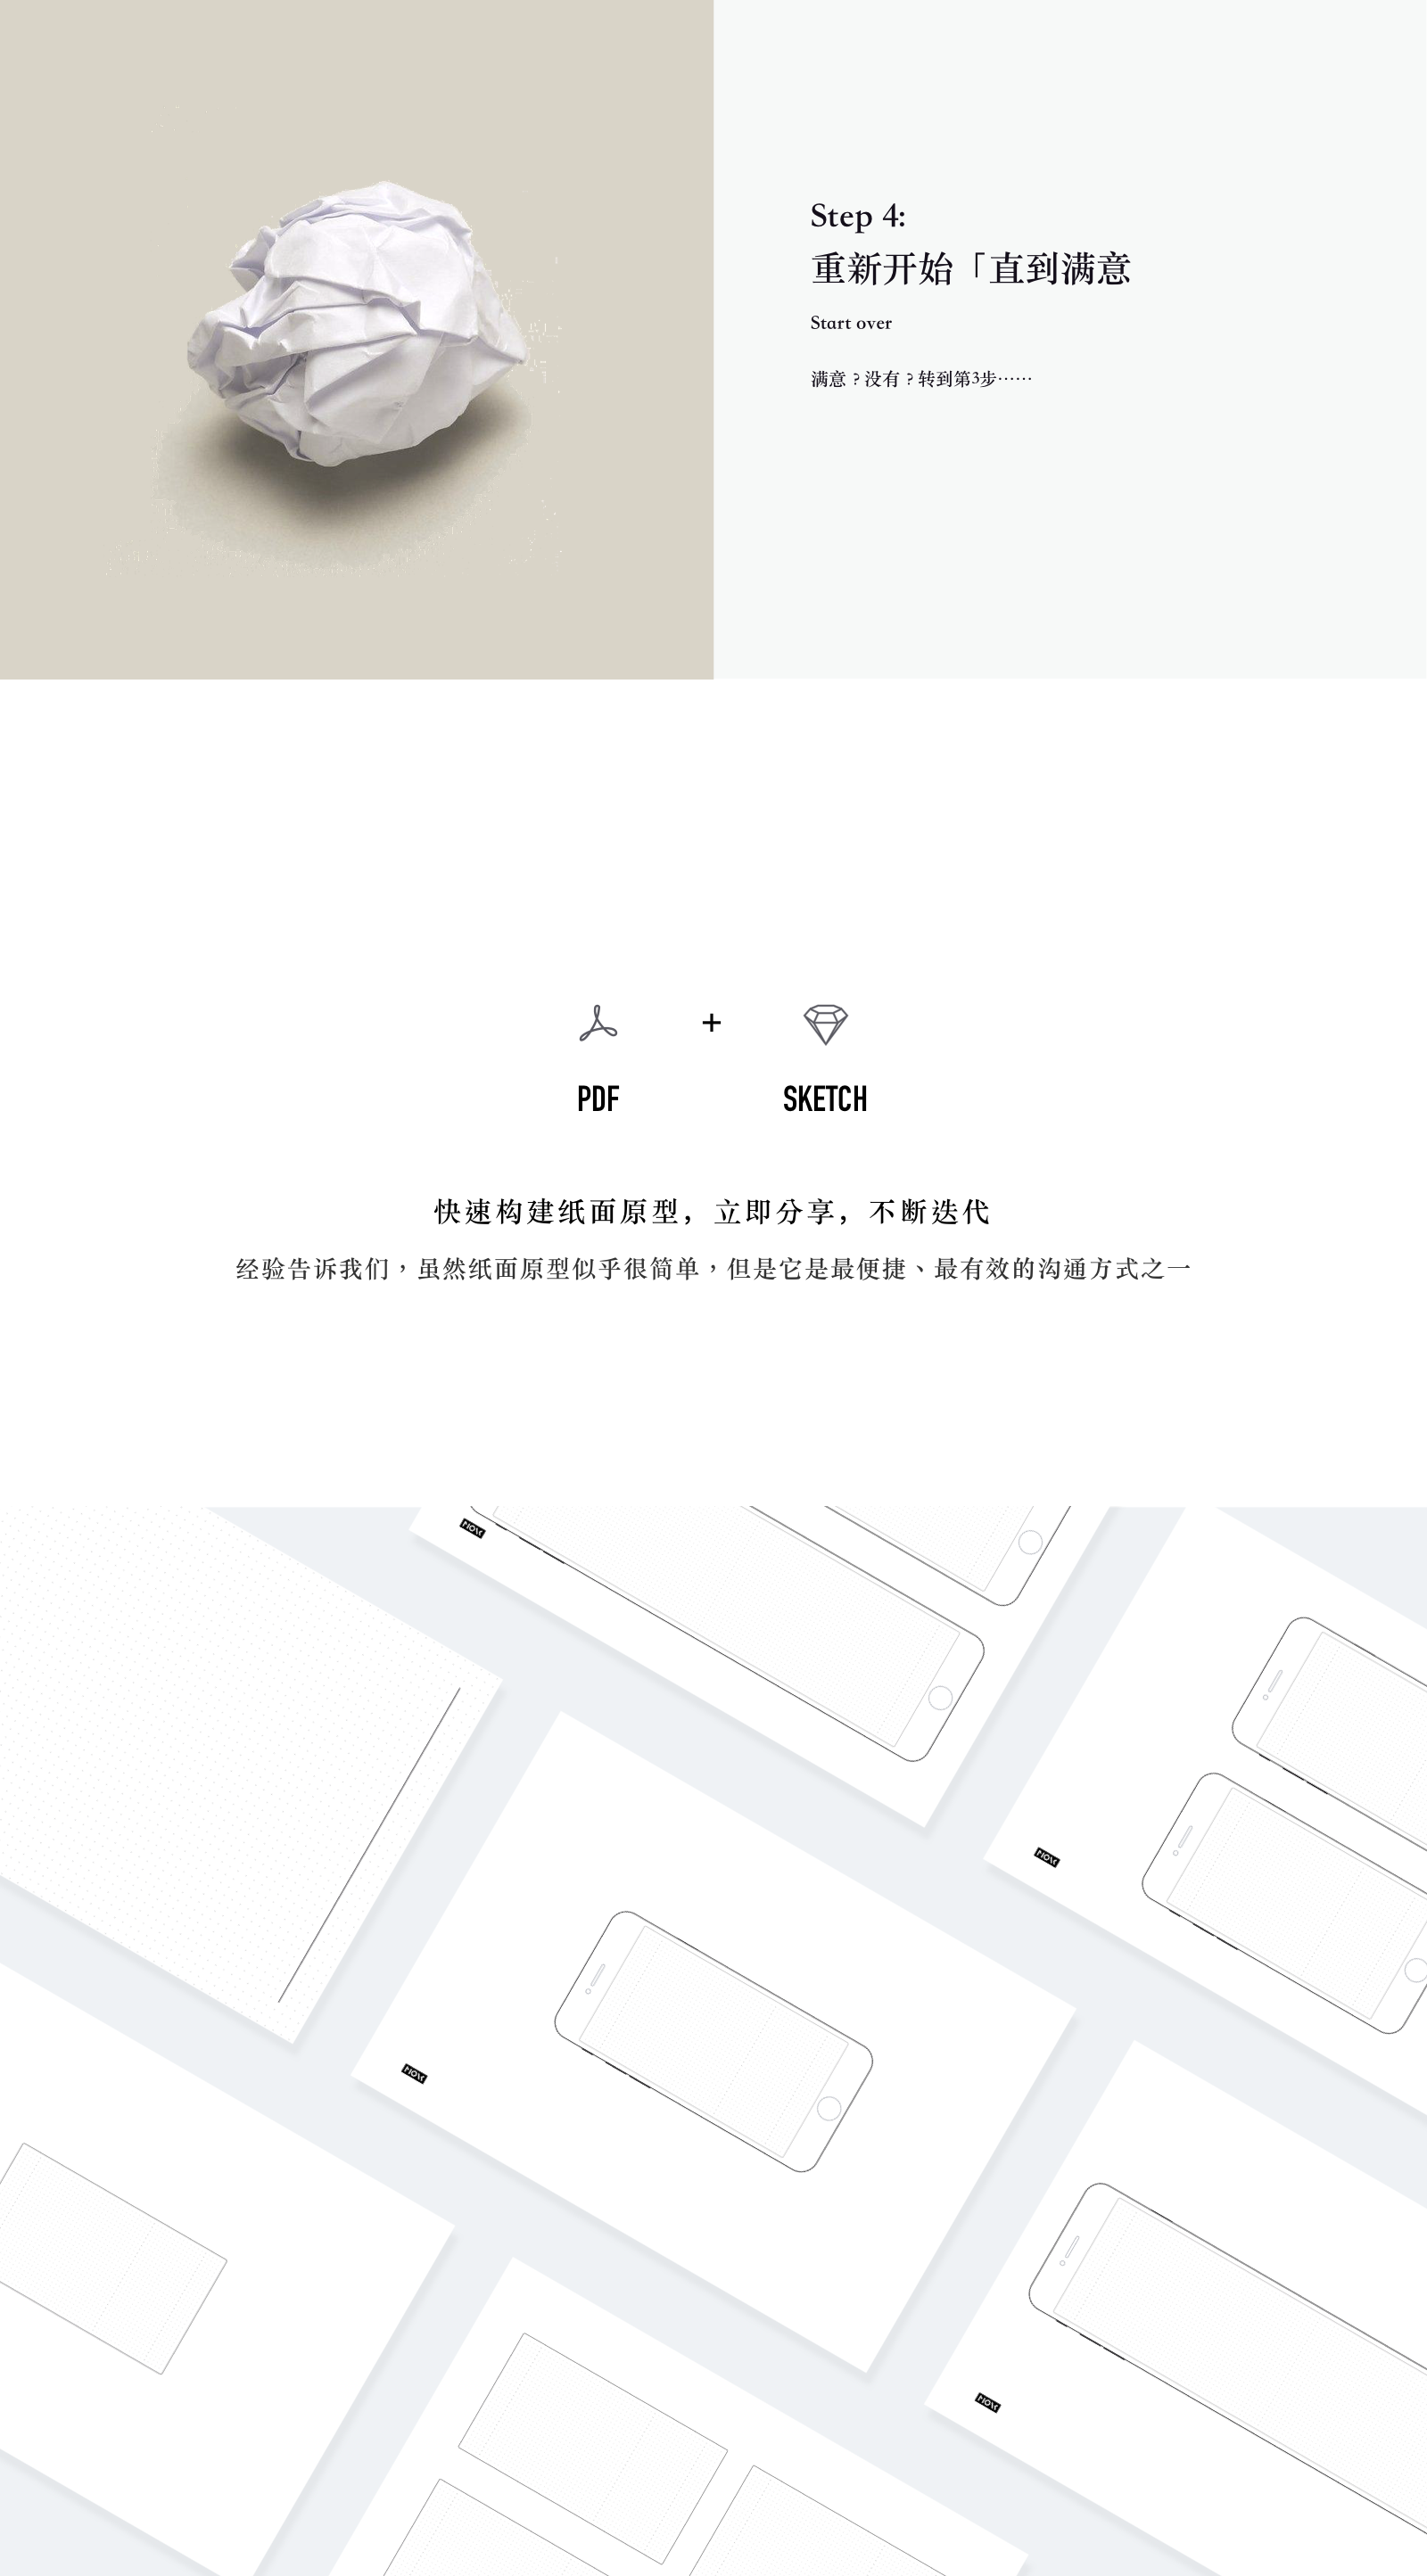 Step 4:
重新开始「直到满意
Start over
满意？没有？转到第3步……
PDF
+
SKETCH
快速构建纸面原型，立即分享，不断迭代
经验告诉我们，虽然纸面原型似乎很简单，但是它是最便捷、最有效的沟通方式之一